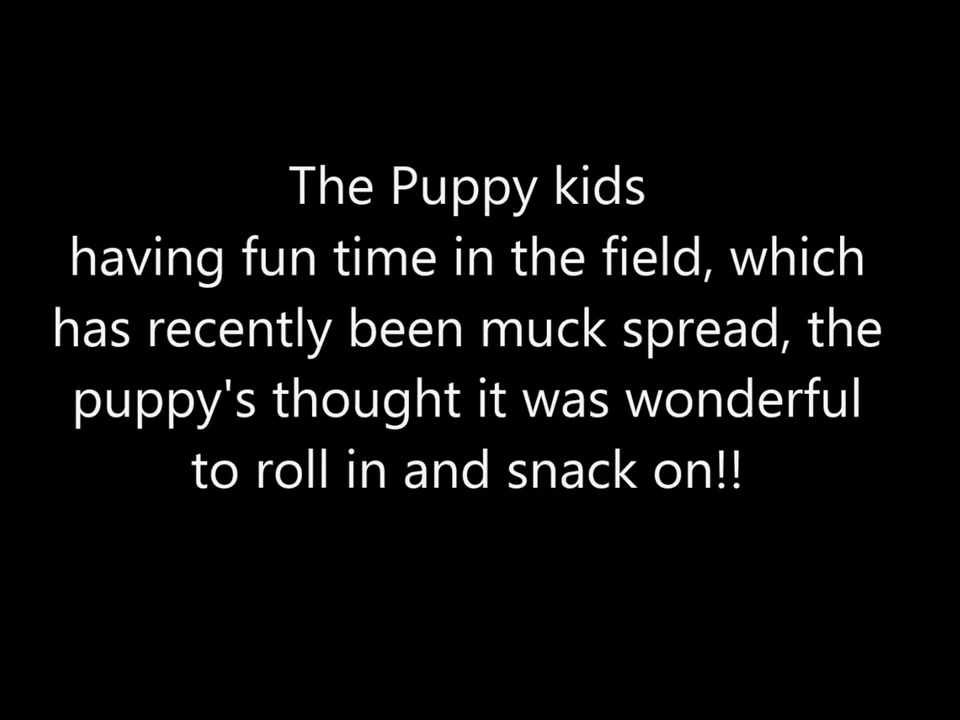 The Puppy kids
having fun time in the field, which
has recently been muck spread, the
puppy's thought it was wonderful
to roll in and snack on!!